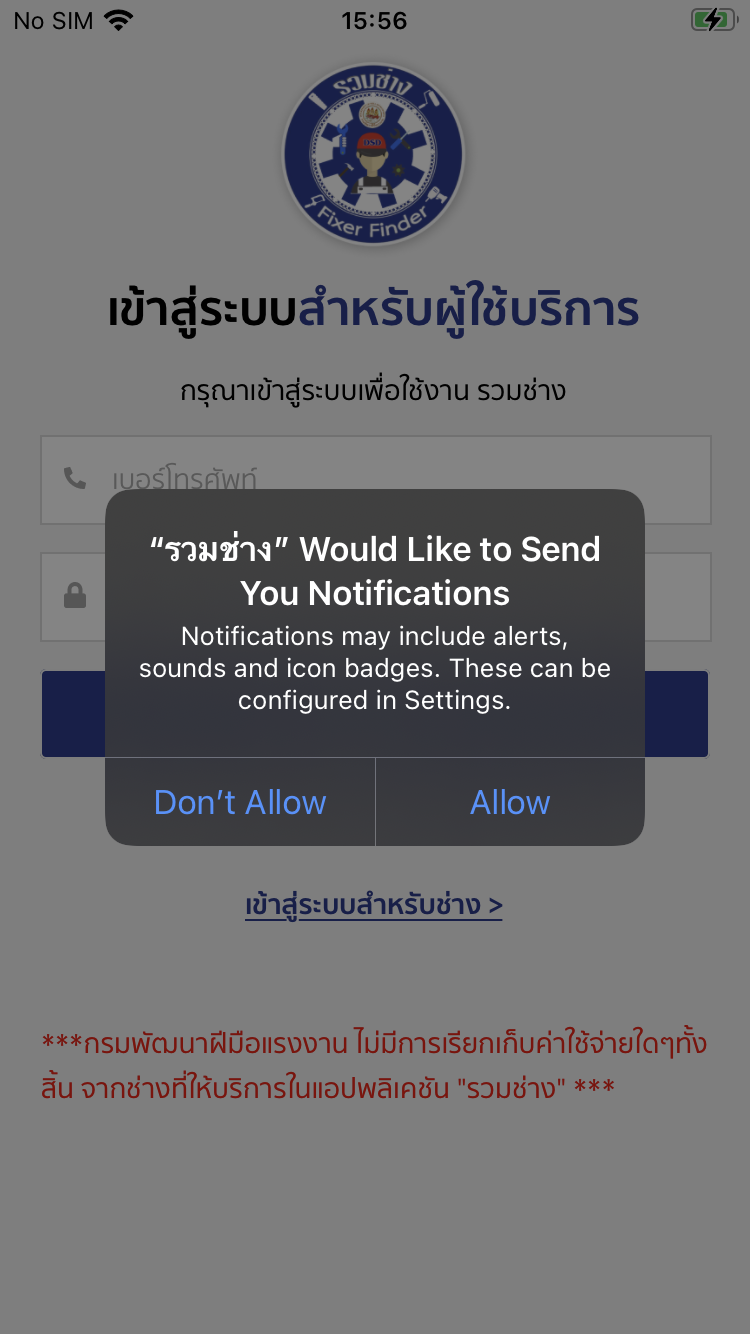 No SIM
15:56
รวมช่าง
DSD
Fixer Finder
เข้าสู่ระบบสำหรับผู้ใช้บริการ
กรุณาเข้าสู่ระบบเพื่อใช้งาน รวมช่าง
เบอร์โทรศัพท์
“รวมช่าง” Would Like to Send
You Notifications
Notifications may include alerts,
sounds and icon badges. These can be
configured in Settings.
Don’t Allow
Allow
เข้าสู่ระบบสำหรับช่าง >
***กรมพัฒนาฝีมือแรงงาน ไม่มีการเรียกเก็บค่าใช้จ่ายใดๆทั้ง
สิ้น จากช่างที่ให้บริการในแอปพลิเคชัน "รวมช่าง" ***